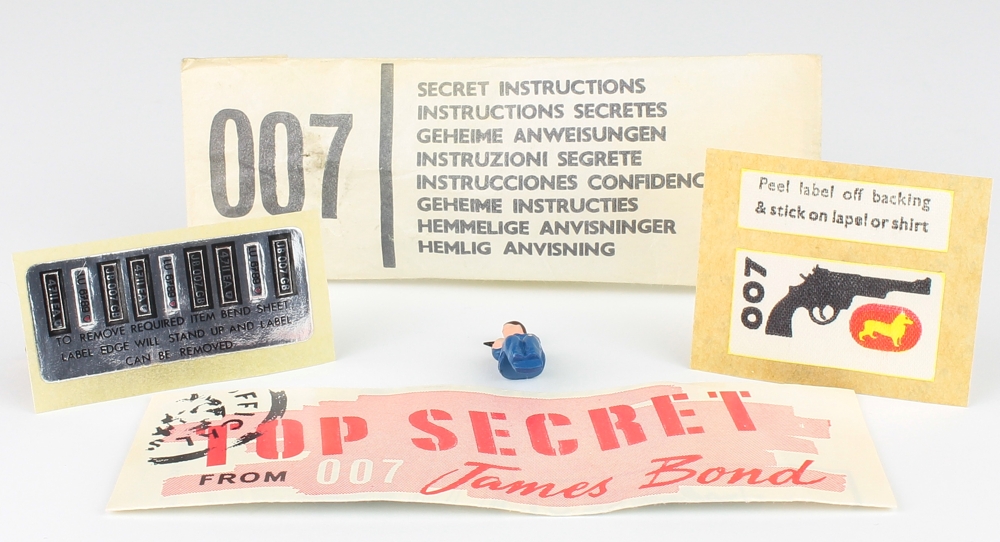 007
SECRET INSTRUCTIONS
INSTRUCTIONS SECRETES
GEHEIME ANWEISUNGEN
INSTRUZIONI SEGRETE
INSTRUCCIONES CONFIDENC
GEHEIME INSTRUCTIES
HEMMELIGE ANVISNINGER
HEMLIG ANVISNING
Peel label off backing
& stick on lapel or shirt
007
TO REMOVE REQUIRED ITEM BEND SHEET
LABEL EDGE WILL STAND UP AND LABEL
CAN BE REMOVED
TOP SECRET
FROM 007 James Bond